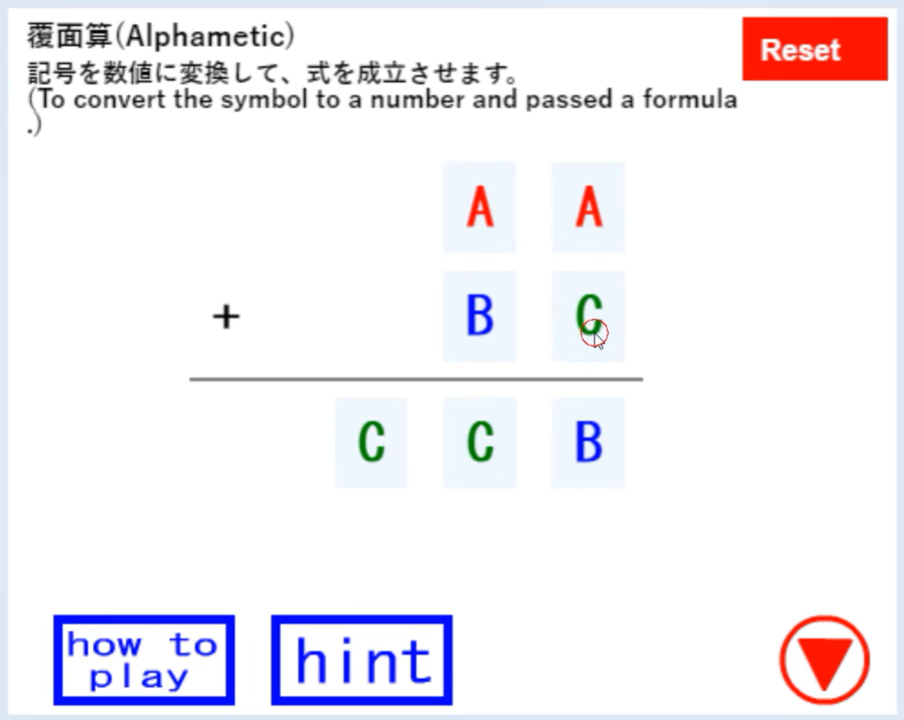 覆面算(Alphametic)
Reset
記号を数値に変換して、式を成立させます。
(To convert the symbol to a number and passed a formula
.)
A A
+ B C
C C B
how to
play
hint